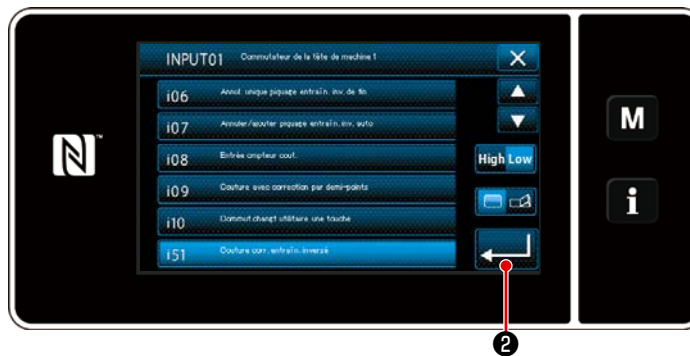 INPUT01 Commutateur de la tête de machine 1
i06 Annul. unique piquage entraîn. inv. de fin
i07 Annuler/ajouter piquage entraîn. inv. auto
i08 Entrée cmpteur cout.
High Low
i09 Couture avec correction par demi-points
i10 Commut changt utilitaire une touche
i51 Couture corr. entraîn. inversé
M
i
N
2